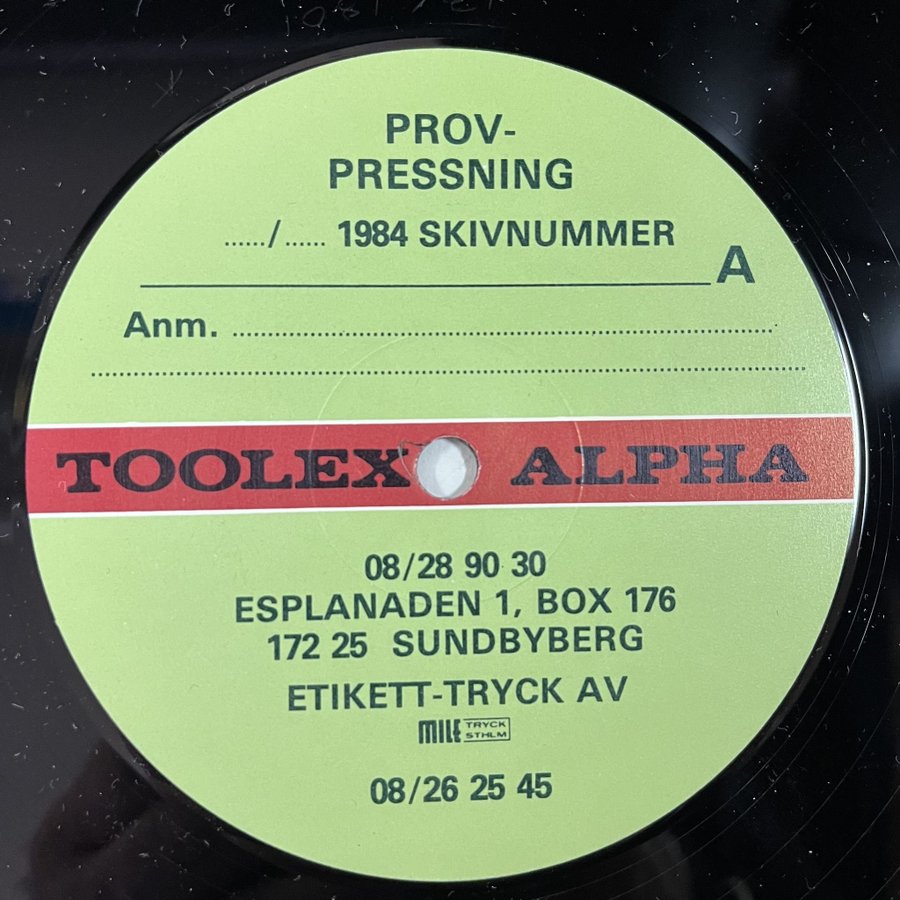 PROV-
PRESSNING
....../...... 1984 SKIVNUMMER
A
Anm.
TOOLEX ALPHA
08/28 90 30
ESPLANADEN 1, BOX 176
172 25 SUNDBYBERG
ETIKETT-TRYCK AV
MILE TRYCK
STHLM
08/26 25 45